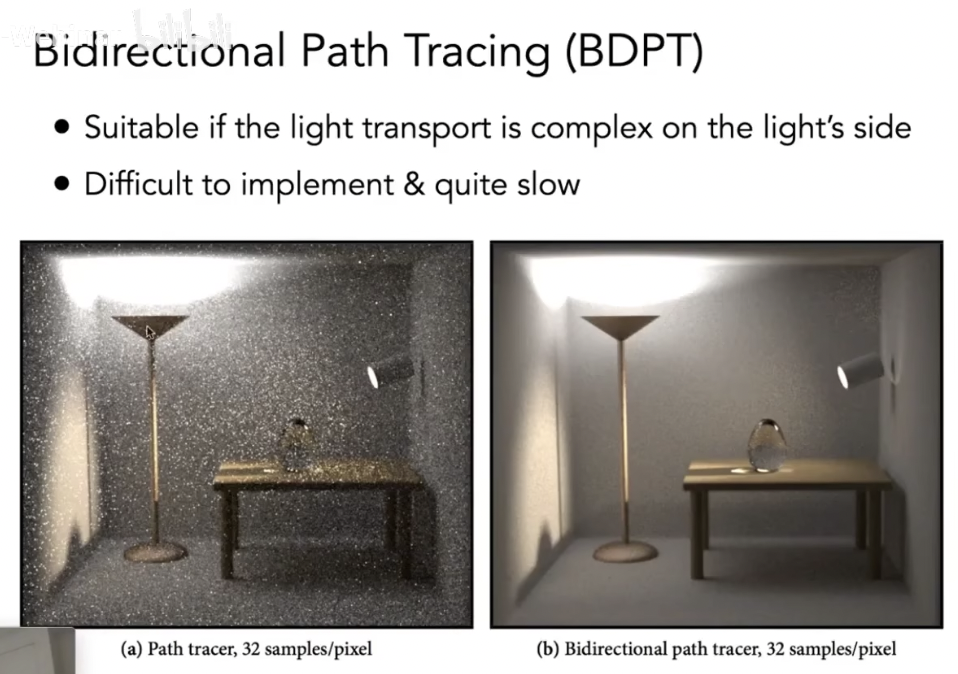 Bidirectional Path Tracing (BDPT)
● Suitable if the light transport is complex on the light's side
● Difficult to implement & quite slow
(a) Path tracer, 32 samples/pixel
(b) Bidirectional path tracer, 32 samples/pixel